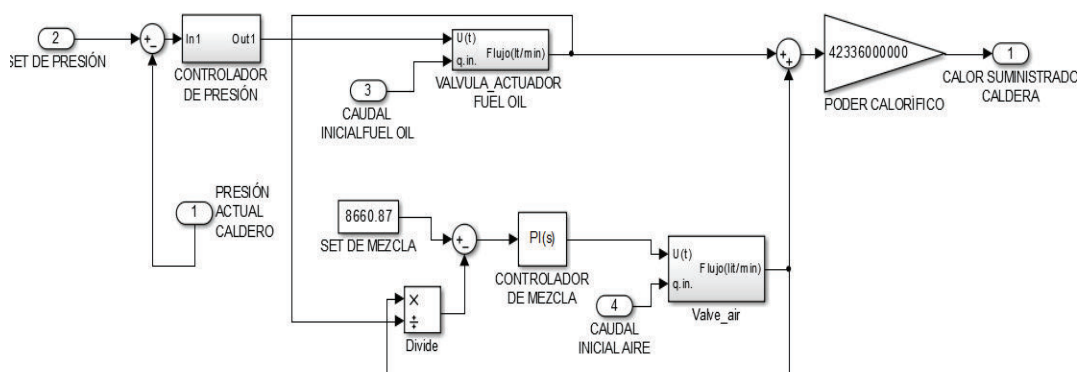 2
SET DE PRESIÓN
In1 Out1
CONTROLADOR
DE PRESIÓN
U(t)
Flujo(lt/min)
q.in.
VALVULA_ACTUADOR
FUEL OIL
3
CAUDAL
INICIALFUEL OIL
42336000000
PODER CALORÍFICO
1
CALOR SUMINISTRADO
CALDERA
1
PRESIÓN
ACTUAL
CALDERO
8660.87
SET DE MEZCLA
PI(s)
CONTROLADOR
DE MEZCLA
U(t)
Flujo(lit/min)
q.in.
Valve_air
4
CAUDAL
INICIAL AIRE
×
÷
Divide